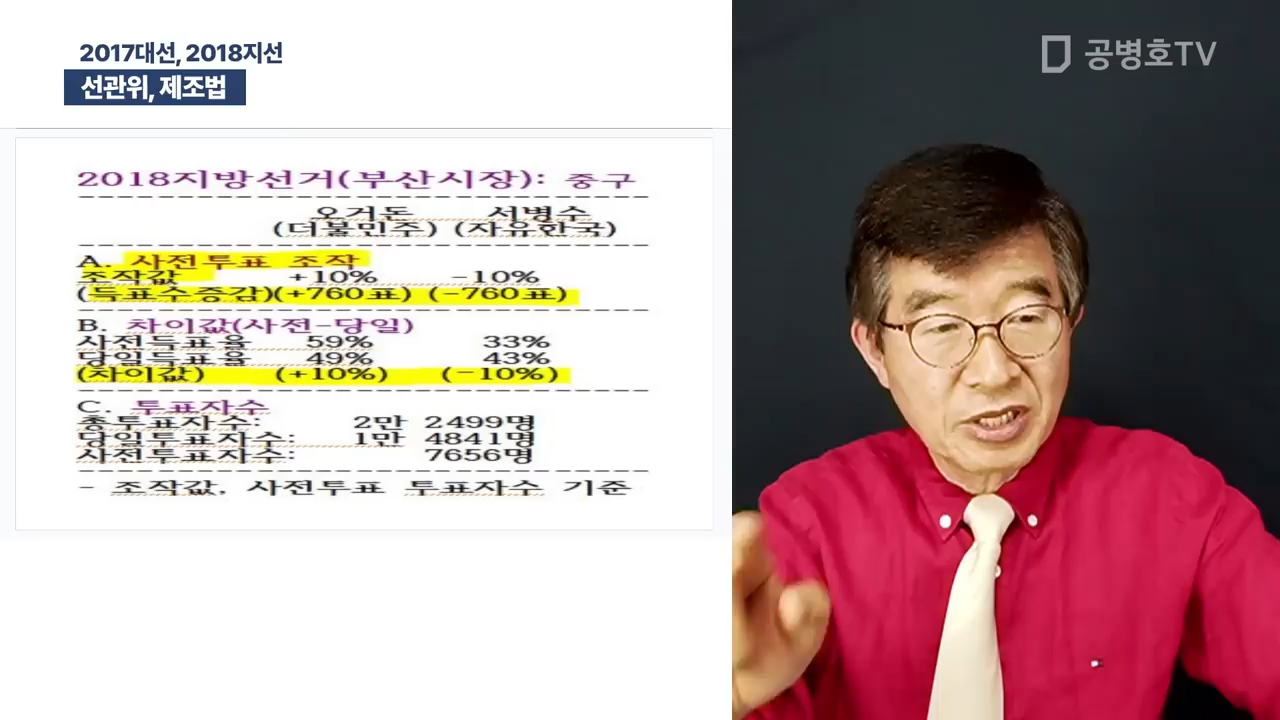 2017대선, 2018지선
선관위, 제조법
공병호TV
2018지방선거(부산시장): 중구
오거돈 서병수
(더불민주) (자유한국)
A. 사전투표 조작
조작값 +10% -10%
(득표수증감)(+760표) (-760표)
B. 차이값(사전-당일)
사전득표율 59% 33%
당일득표율 49% 43%
(차이값) (+10%) (-10%)
C. 투표자수
총투표자수: 2만 2499명
당일투표자수: 1만 4841명
사전투표자수: 7656명
- 조작값, 사전투표 투표자수 기준